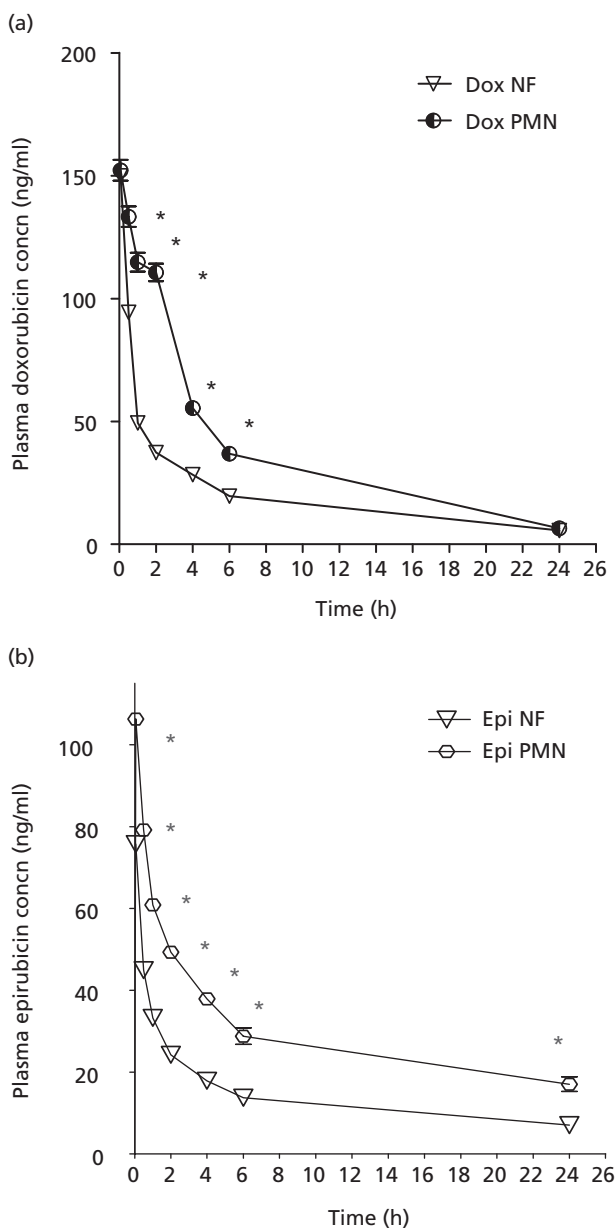 (a)
200
150
100
50
0
Plasma doxorubicin concn (ng/ml)
Dox NF
Dox PMN
*
*
*
*
*
0 2 4 6 8 10 12 14 16 18 20 22 24 26
Time (h)
(b)
100
80
60
40
20
0
Plasma epirubicin concn (ng/ml)
Epi NF
Epi PMN
*
*
*
*
*
*
*
0 2 4 6 8 10 12 14 16 18 20 22 24 26
Time (h)